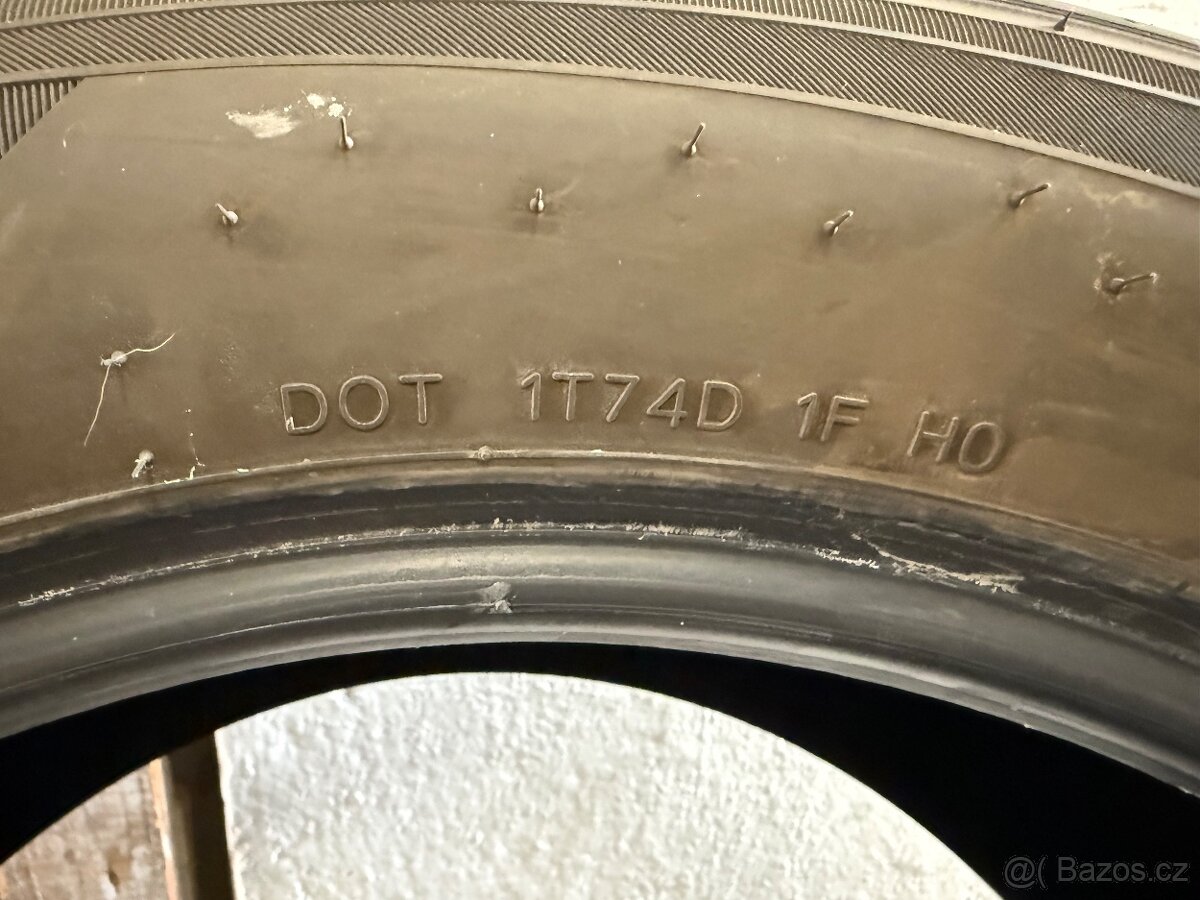 DOT 1T74D 1F H0
@( Bazos.cz